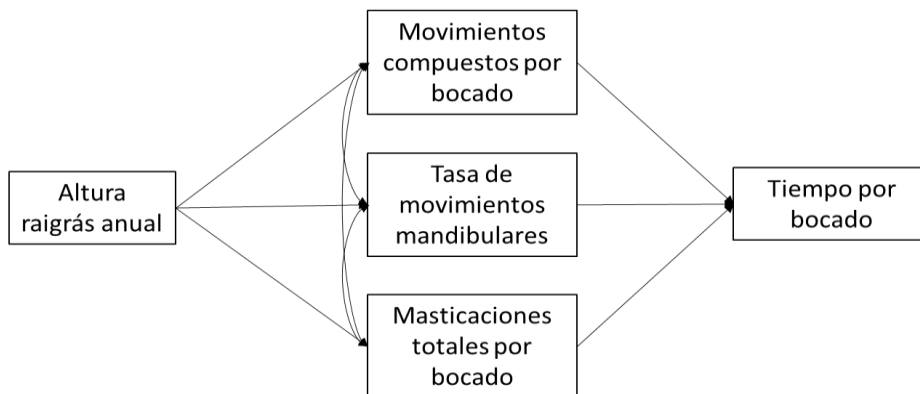 Movimientos
compuestos por
bocado
Altura
raigrás anual
Tasa de
movimientos
mandibulares
Tiempo por
bocado
Masticaciones
totales por
bocado